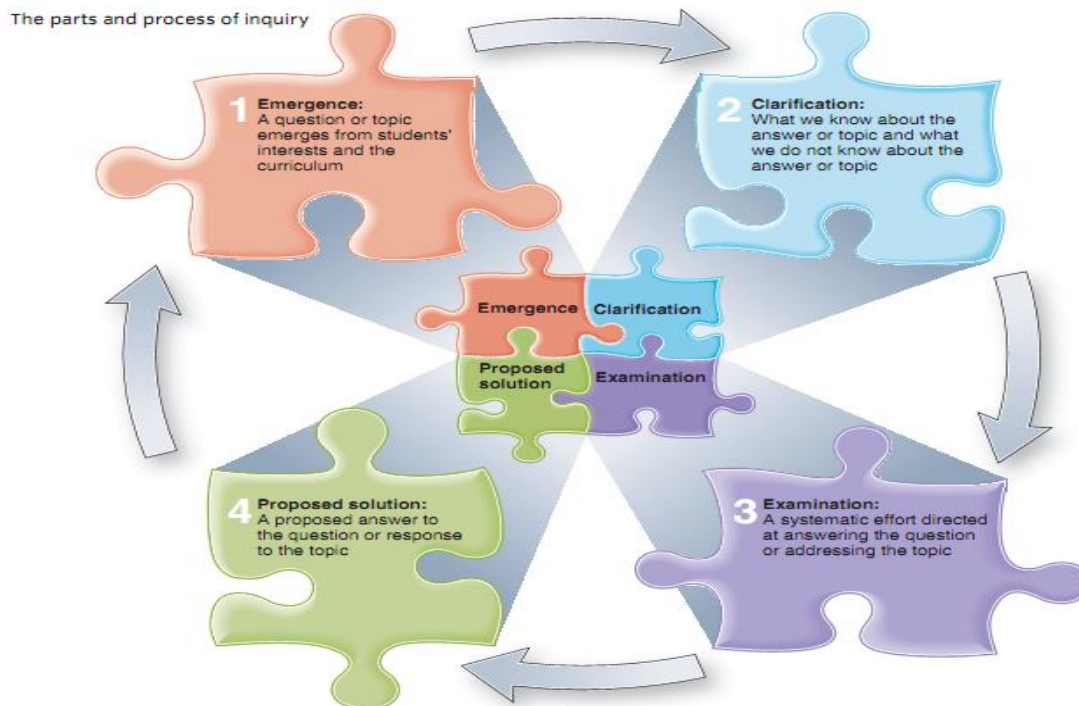 The parts and process of inquiry
1
Emergence:
A question or topic
emerges from students'
interests and the
curriculum
2
Clarification:
What we know about the
answer or topic and what
we do not know about the
answer or topic
Emergence
Clarification
Proposed
solution
Examination
4
Proposed solution:
A proposed answer to
the question or response
to the topic
3
Examination:
A systematic effort directed
at answering the question
or addressing the topic